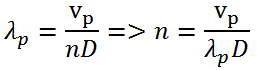 λₚ = vₚ / nD => n = vₚ / λₚD